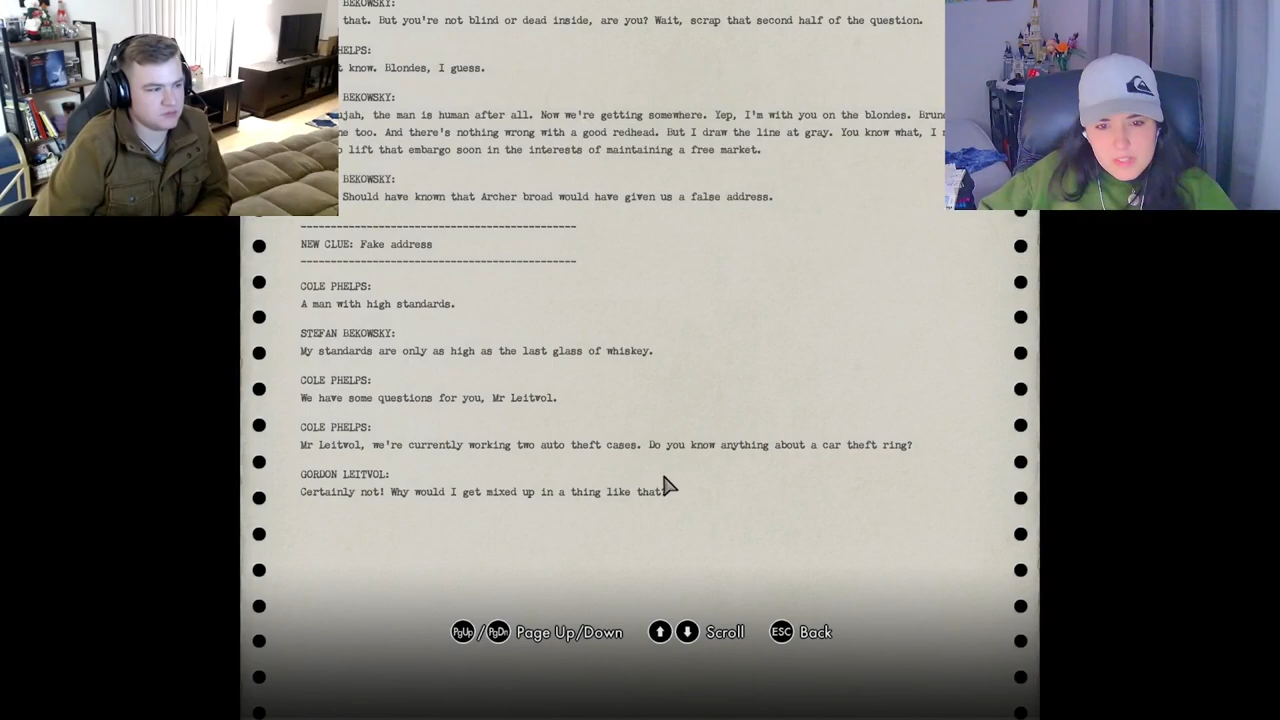 BEKOWSKY:
that. But you're not blind or dead inside, are you? Wait, scrap that second half of the question.
HELPS:
know. Blondes, I guess.
BEKOWSKY:
ujah, the man is human after all. Now we're getting somewhere. Yep, I'm with you on the blondes. Brune
ne too. And there's nothing wrong with a good redhead. But I draw the line at gray. You know what, I
lift that embargo soon in the interests of maintaining a free market.
BEKOWSKY:
Should have known that Archer broad would have given us a false address.
------------------------------------------------
NEW CLUE: Fake address
------------------------------------------------
COLE PHELPS:
A man with high standards.
STEFAN BEKOWSKY:
My standards are only as high as the last glass of whiskey.
COLE PHELPS:
We have some questions for you, Mr Leitvol.
COLE PHELPS:
Mr Leitvol, we're currently working two auto theft cases. Do you know anything about a car theft ring?
GORDON LEITVOL:
Certainly not! Why would I get mixed up in a thing like that?
PgUp / PgDn Page Up/Down Scroll ESC Back